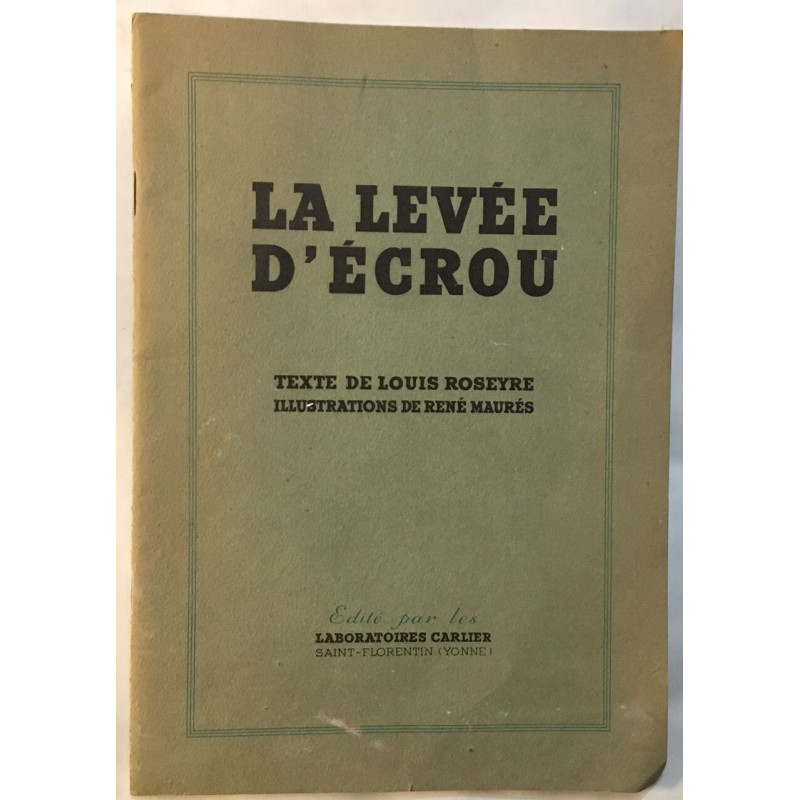 LA LEVÉE
D'ÉCROU
TEXTE DE LOUIS ROSEYRE
ILLUSTRATIONS DE RENÉ MAURÉS
Edité par les
LABORATOIRES CARLIER
SAINT-FLORENTIN (YONNE)